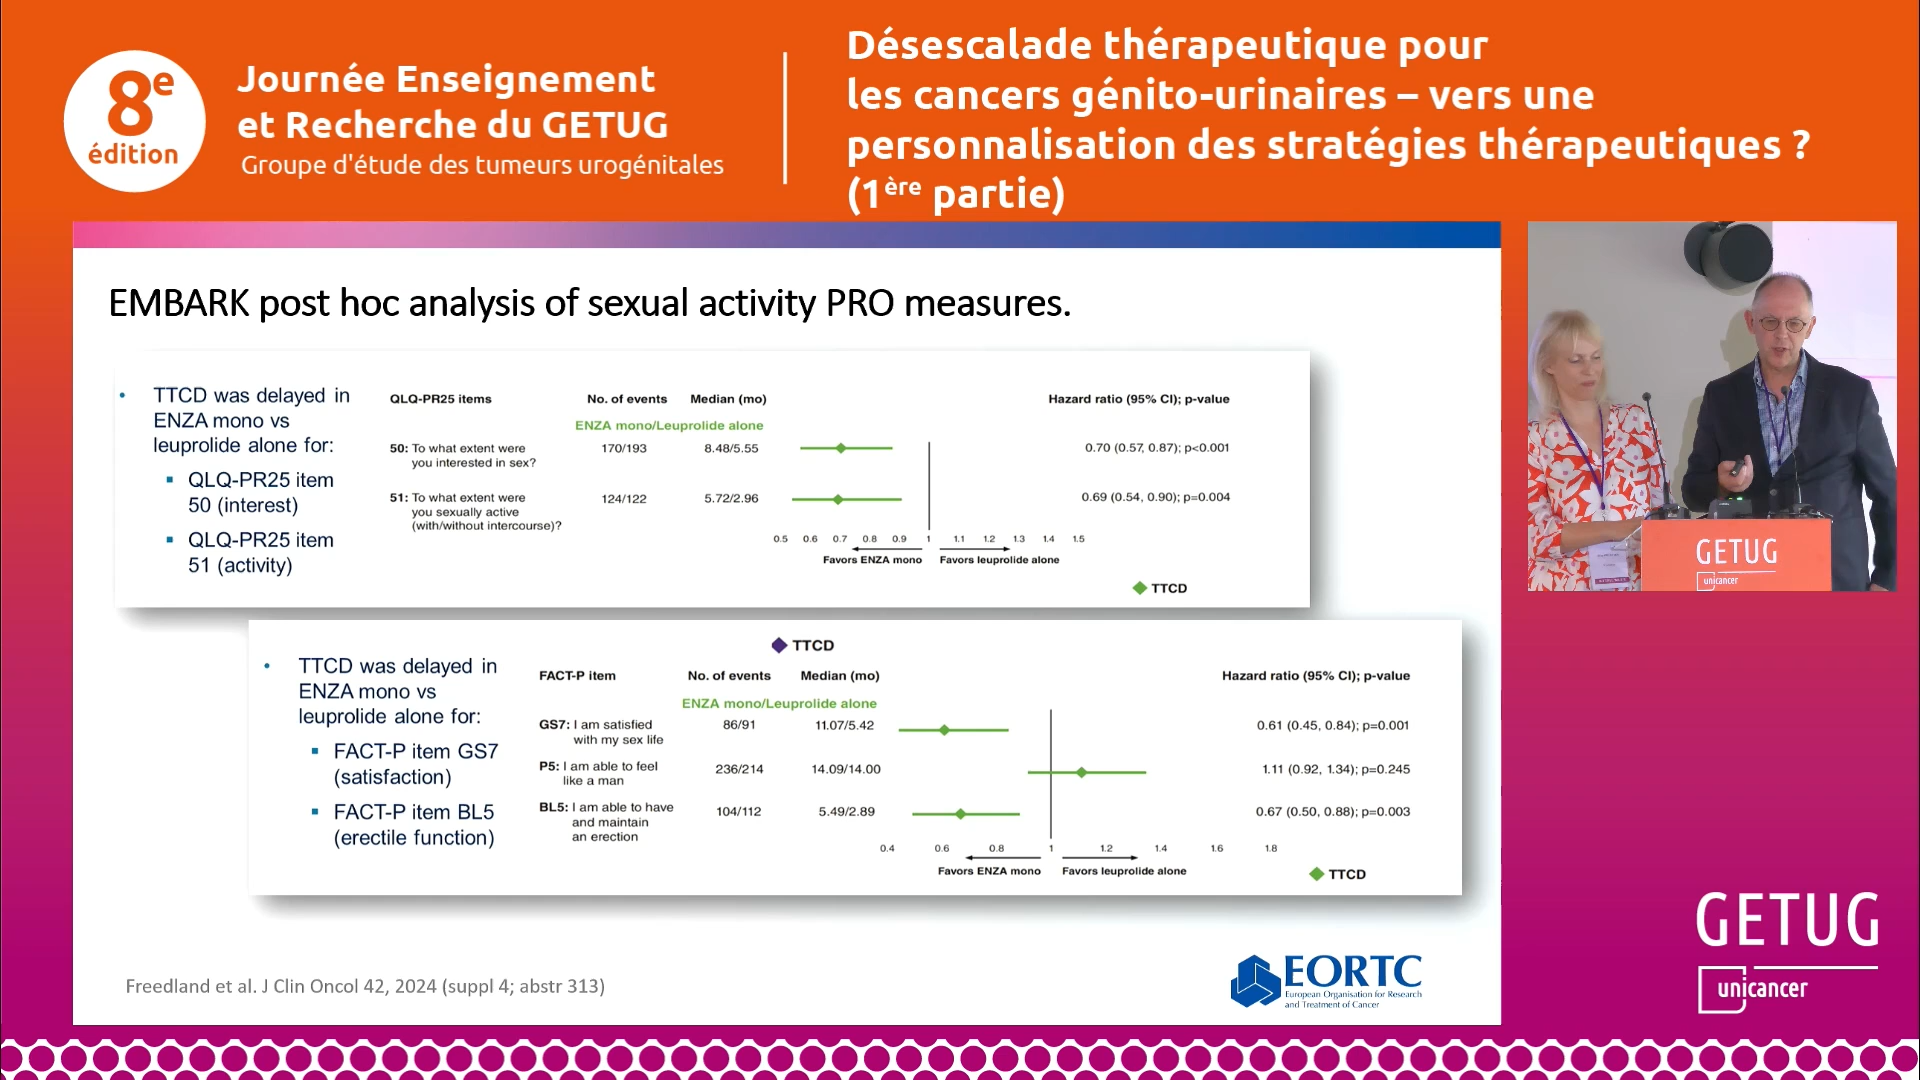 8e
édition
Journée Enseignement
et Recherche du GETUG
Groupe d'étude des tumeurs urogénitales
Désescalade thérapeutique pour
les cancers génito-urinaires – vers une
personnalisation des stratégies thérapeutiques ?
(1ère partie)
EMBARK post hoc analysis of sexual activity PRO measures.
• TTCD was delayed in
ENZA mono vs
leuprolide alone for:
▪ QLQ-PR25 item
50 (interest)
▪ QLQ-PR25 item
51 (activity)
QLQ-PR25 items No. of events Median (mo) Hazard ratio (95% CI); p-value
ENZA mono/Leuprolide alone
50: To what extent were 170/193 8.48/5.55 0.70 (0.57, 0.87); p<0.001
you interested in sex?
51: To what extent were 124/122 5.72/2.96 0.69 (0.54, 0.90); p=0.004
you sexually active
(with/without intercourse)?
0.5 0.6 0.7 0.8 0.9 1 1.1 1.2 1.3 1.4 1.5
Favors ENZA mono Favors leuprolide alone
TTCD
TTCD
• TTCD was delayed in
ENZA mono vs
leuprolide alone for:
▪ FACT-P item GS7
(satisfaction)
▪ FACT-P item BL5
(erectile function)
FACT-P item No. of events Median (mo) Hazard ratio (95% CI); p-value
ENZA mono/Leuprolide alone
GS7: I am satisfied 86/91 11.07/5.42 0.61 (0.45, 0.84); p=0.001
with my sex life
P5: I am able to feel 236/214 14.09/14.00 1.11 (0.92, 1.34); p=0.245
like a man
BL5: I am able to have 104/112 5.49/2.89 0.67 (0.50, 0.88); p=0.003
and maintain
an erection
0.4 0.6 0.8 1 1.2 1.4 1.6 1.8
Favors ENZA mono Favors leuprolide alone
TTCD
Freedland et al. J Clin Oncol 42, 2024 (suppl 4; abstr 313)
EORTC
European Organisation for Research
and Treatment of Cancer
GETUG
unicancer
GETUG
unicancer